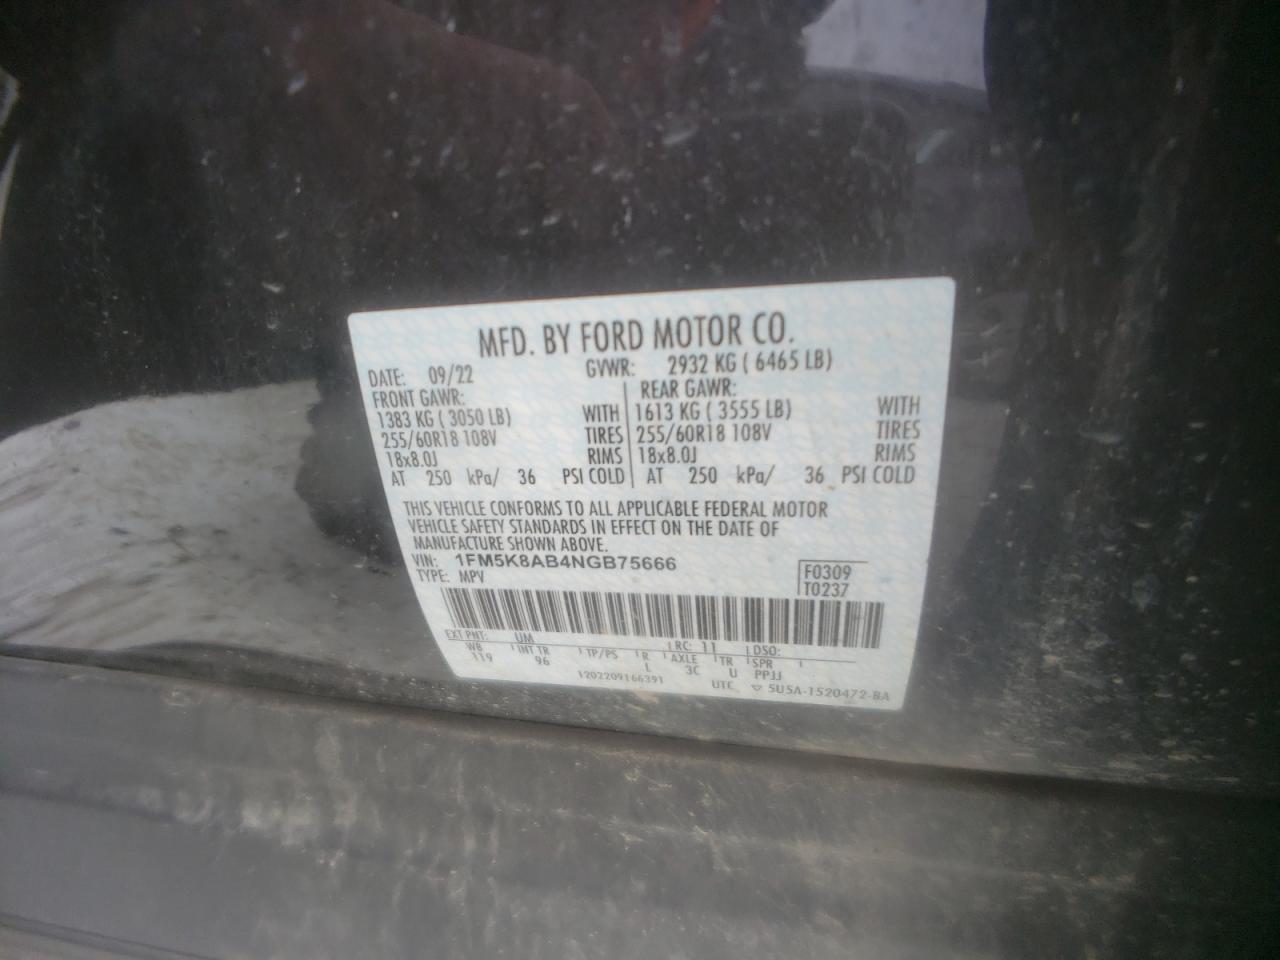 MFD. BY FORD MOTOR CO.
DATE: 09/22 GVWR: 2932 KG ( 6465 LB)
FRONT GAWR: REAR GAWR:
1383 KG ( 3050 LB) WITH 1613 KG ( 3555 LB) WITH
255/60R18 108V TIRES 255/60R18 108V TIRES
18x8.0J RIMS 18x8.0J RIMS
AT 250 kPa/ 36 PSI COLD AT 250 kPa/ 36 PSI COLD
THIS VEHICLE CONFORMS TO ALL APPLICABLE FEDERAL MOTOR
VEHICLE SAFETY STANDARDS IN EFFECT ON THE DATE OF
MANUFACTURE SHOWN ABOVE.
VIN: 1FM5K8AB4NGB75666 F0309
TYPE: MPV T0237
EXT PNT: UM RC: 11 DSO:
WB INT TR TP/PS R AXLE TR SPR
119 96 L 3C U PPJJ
1202209166391 UTC ▽ 5U5A-1520472-BA